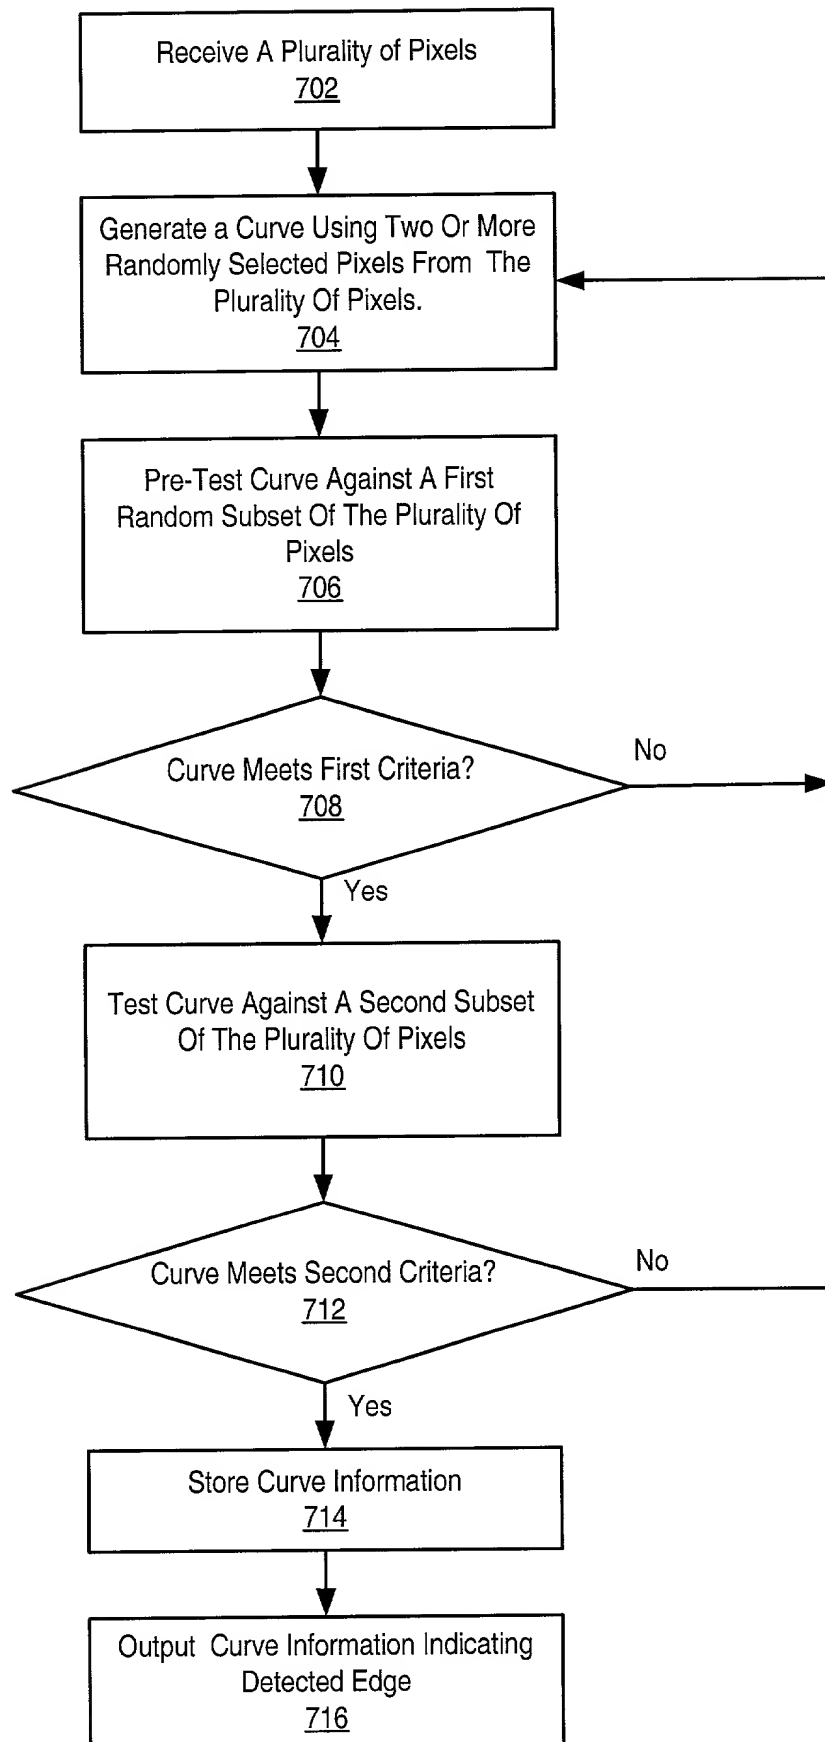 Receive A Plurality of Pixels
702
Generate a Curve Using Two Or More
Randomly Selected Pixels From The
Plurality Of Pixels.
704
Pre-Test Curve Against A First
Random Subset Of The Plurality Of
Pixels
706
Curve Meets First Criteria?
708
No
Yes
Test Curve Against A Second Subset
Of The Plurality Of Pixels
710
Curve Meets Second Criteria?
712
No
Yes
Store Curve Information
714
Output Curve Information Indicating
Detected Edge
716